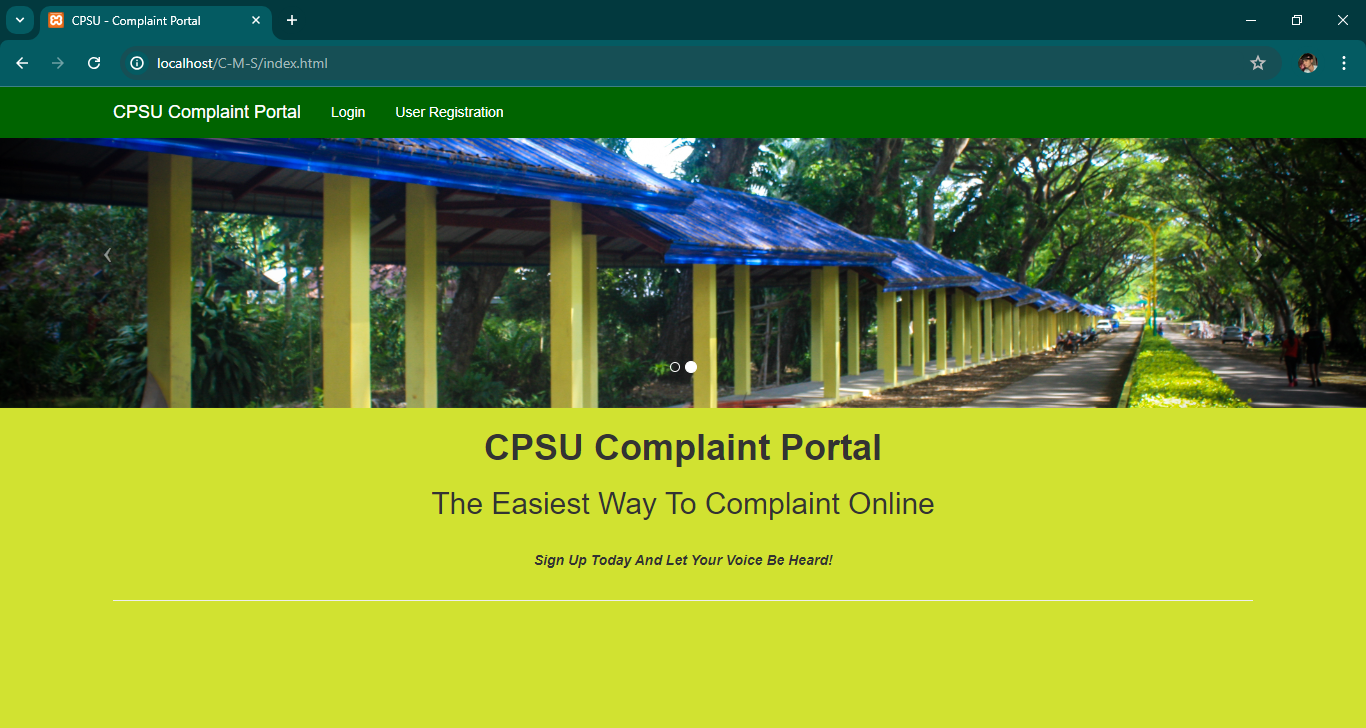 CPSU - Complaint Portal
localhost/C-M-S/index.html
CPSU Complaint Portal Login User Registration
CPSU Complaint Portal
The Easiest Way To Complaint Online
Sign Up Today And Let Your Voice Be Heard!